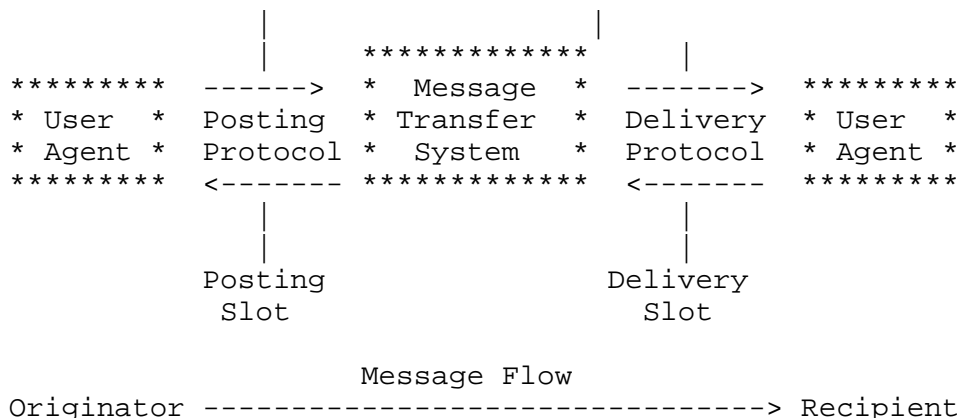 |                   |
|     *************      |
*********  ------>  *  Message  *  ------->  *********
* User  *  Posting  * Transfer  *  Delivery  * User  *
* Agent *  Protocol *  System   *  Protocol  * Agent *
*********  <------- *************  <-------  *********
|                        |
|                        |
Posting                 Delivery
Slot                    Slot
Message Flow
Originator ---------------------------------> Recipient